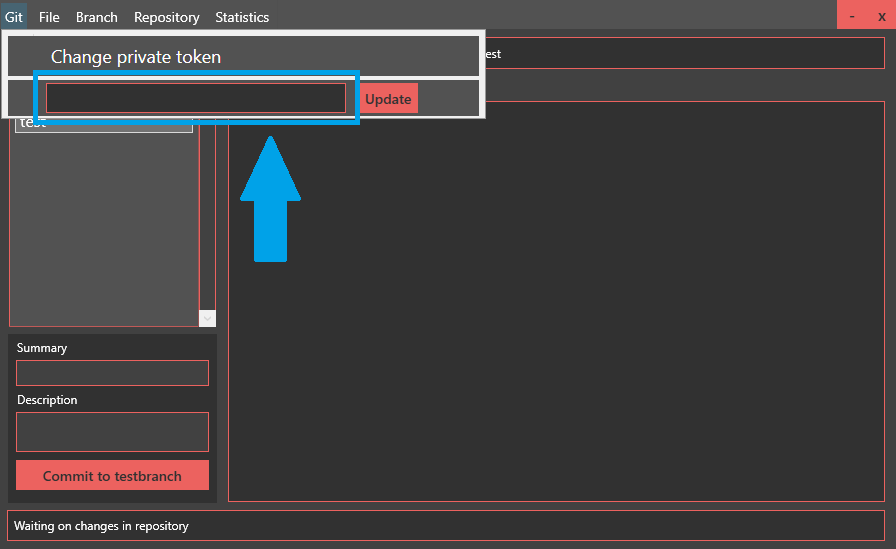 Git File Branch Repository Statistics - x
Change private token
est
Update
test
Summary
Description
Commit to testbranch
Waiting on changes in repository